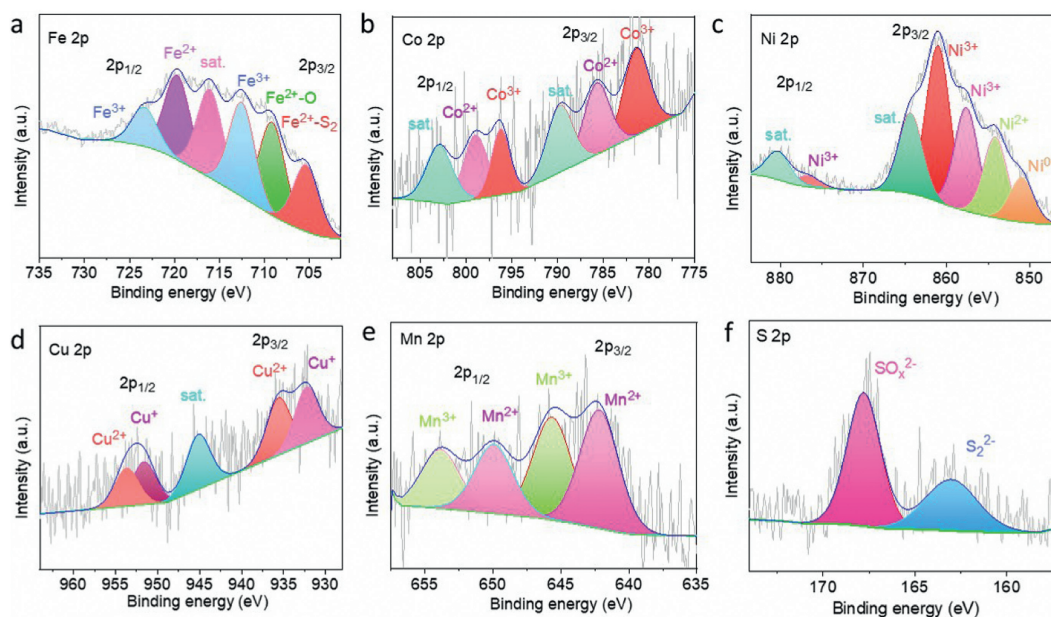 a
Fe 2p
2p1/2
Fe2+
sat.
2p3/2
Fe3+
Fe3+
Fe2+-O
Fe2+-S2
Intensity (a.u.)
735 725 720 715 710 705
Binding energy (eV)
b
Co 2p
2p3/2
Co3+
2p1/2
Co2+
sat.
Co2+
Co3+
sat.
Intensity (a.u.)
805 800 795 785 780 775
Binding energy (eV)
c
Ni 2p
2p3/2
Ni3+
2p1/2
Ni3+
sat.
Ni2+
sat.
Ni3+
Ni0
Intensity (a.u.)
880 870 860 850
Binding energy (eV)
d
Cu 2p
2p3/2
Cu2+
Cu+
2p1/2
Cu+
sat.
Cu2+
Intensity (a.u.)
960 955 950 945 940 935 930
Binding energy (eV)
e
Mn 2p
2p3/2
2p1/2
Mn3+
Mn2+
Mn3+
Mn2+
Intensity (a.u.)
655 650 645 640 635
Binding energy (eV)
f
S 2p
SOx2-
S22-
Intensity (a.u.)
170 165 160
Binding energy (eV)